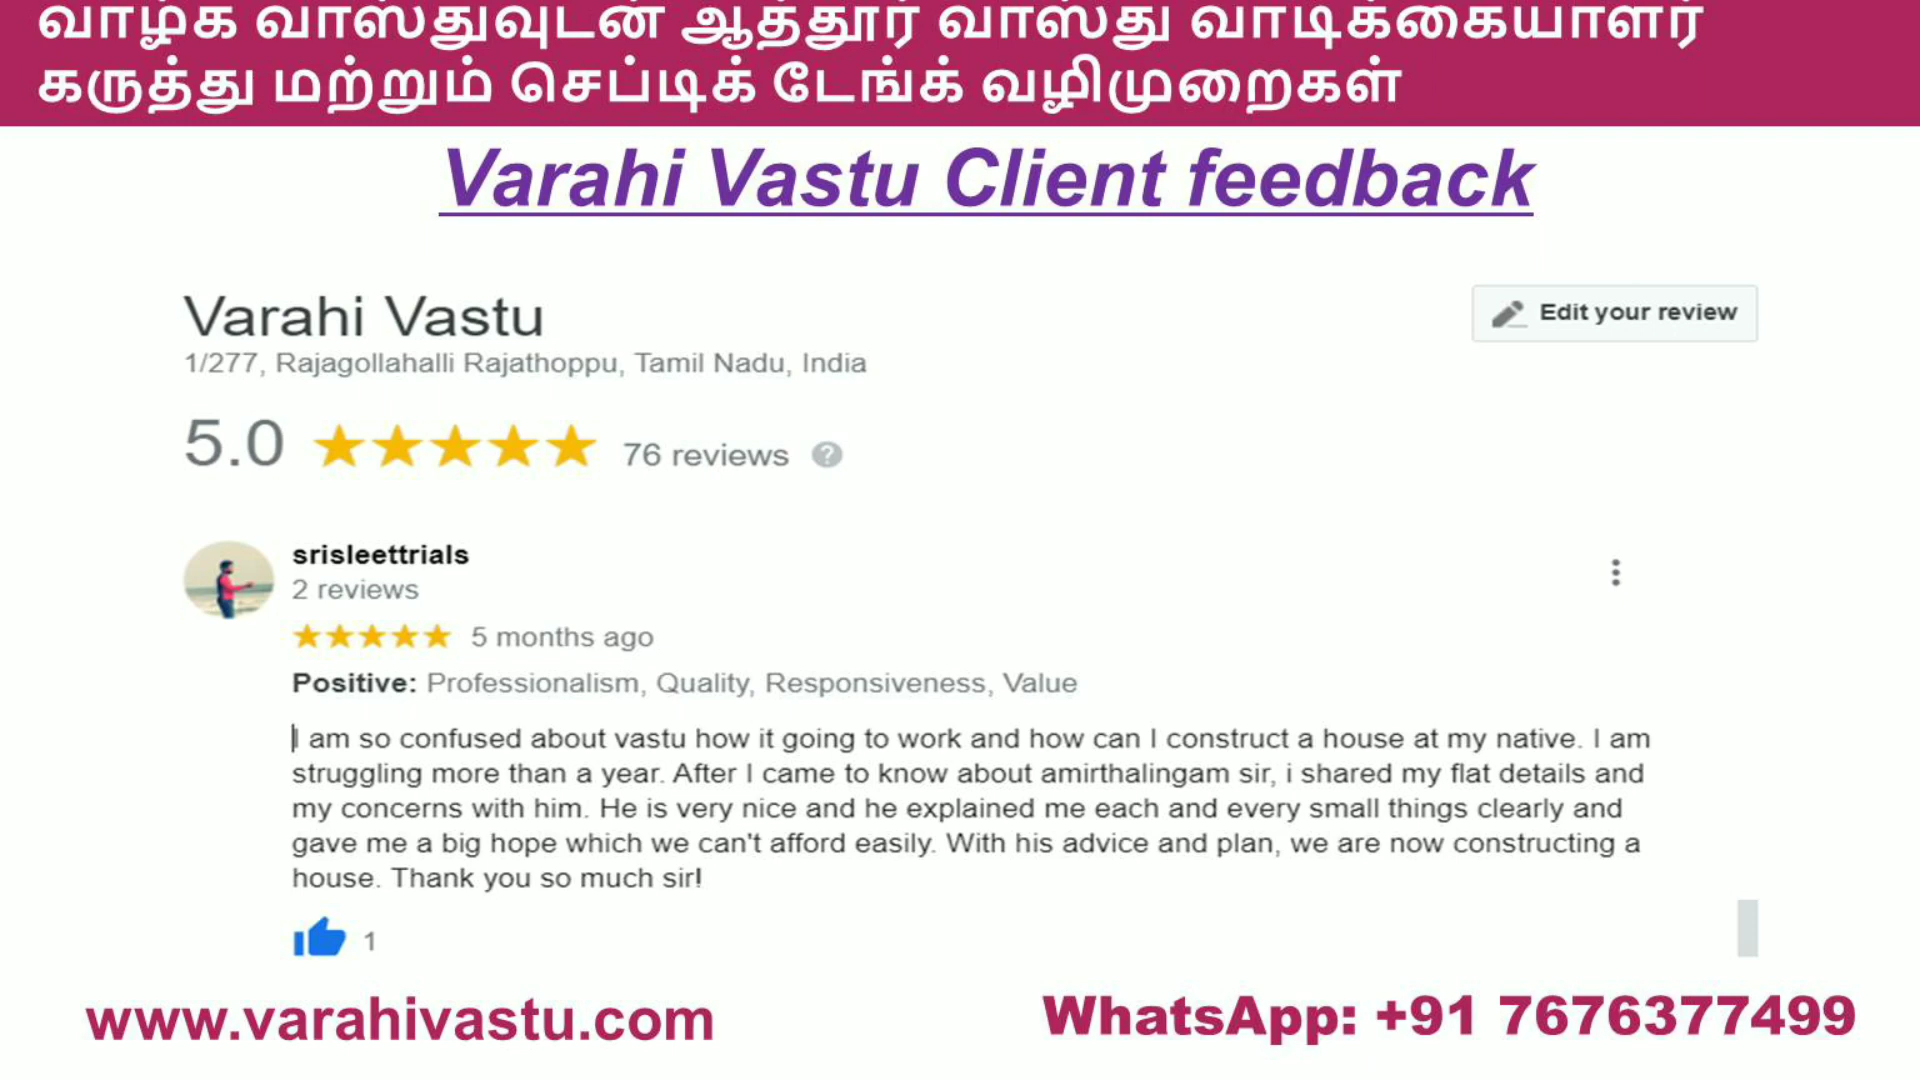 வாழ்க வாஸ்துவுடன் ஆத்தூர் வாஸ்து வாடிக்கையாளர்
கருத்து மற்றும் செப்டிக் டேங்க் வழிமுறைகள்
Varahi Vastu Client feedback
Varahi Vastu
Edit your review
1/277, Rajagollahalli Rajathoppu, Tamil Nadu, India
5.0 76 reviews ?
srisleettrials
2 reviews
5 months ago
Positive: Professionalism, Quality, Responsiveness, Value
I am so confused about vastu how it going to work and how can I construct a house at my native. I am
struggling more than a year. After I came to know about amirthalingam sir, i shared my flat details and
my concerns with him. He is very nice and he explained me each and every small things clearly and
gave me a big hope which we can't afford easily. With his advice and plan, we are now constructing a
house. Thank you so much sir!
1
www.varahivastu.com
WhatsApp: +91 7676377499